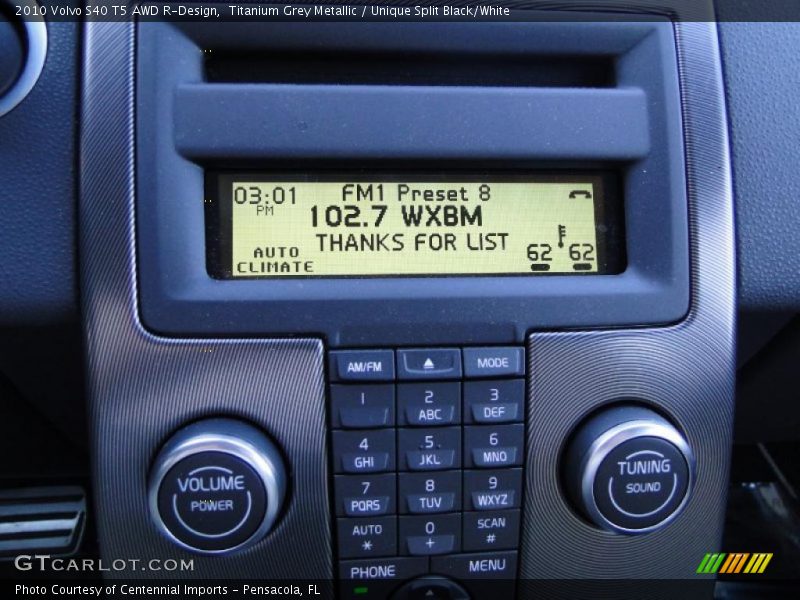 2010 Volvo S40 T5 AWD R-Design, Titanium Grey Metallic / Unique Split Black/White
03:01 FM1 Preset 8
PM
102.7 WXBM
THANKS FOR LIST
AUTO
CLIMATE
62 62
AM/FM MODE
1 2 3
ABC DEF
4 5 6
GHI JKL MNO
7 8 9
PQRS TUV WXYZ
AUTO 0 SCAN
* + #
PHONE MENU
VOLUME
POWER
TUNING
SOUND
GTCARLOT.COM
Photo Courtesy of Centennial Imports - Pensacola, FL